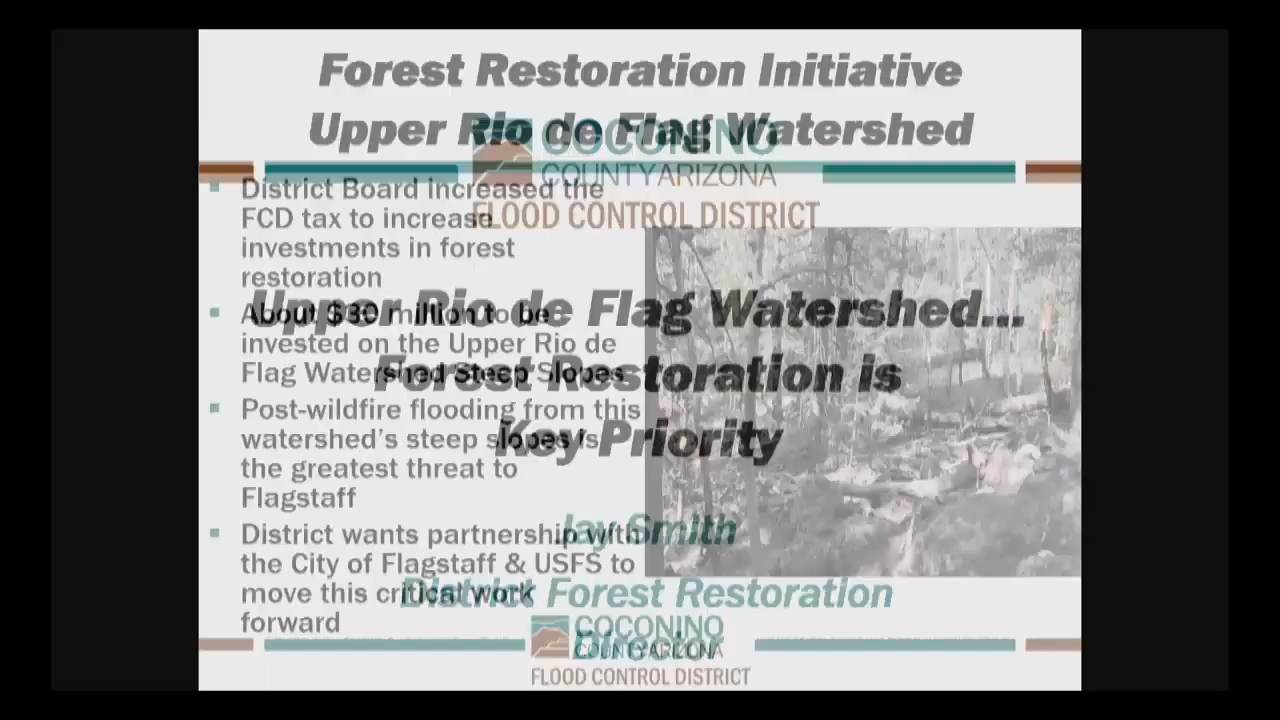 Forest Restoration Initiative
Upper Rio de Flag Watershed
COCONINO
COUNTY ARIZONA
FLOOD CONTROL DISTRICT
District Board increased the
FCD tax to increase
investments in forest
restoration
About $30 million to be
invested on the Upper Rio de
Flag Watershed Steep Slopes
Post-wildfire flooding from this
watershed's steep slopes is
the greatest threat to
Flagstaff
District wants partnership with
the City of Flagstaff & USFS to
move this critical work
forward
Upper Rio de Flag Watershed...
Forest Restoration is
Key Priority
Jay Smith
District Forest Restoration
Director
COCONINO
COUNTY ARIZONA
FLOOD CONTROL DISTRICT